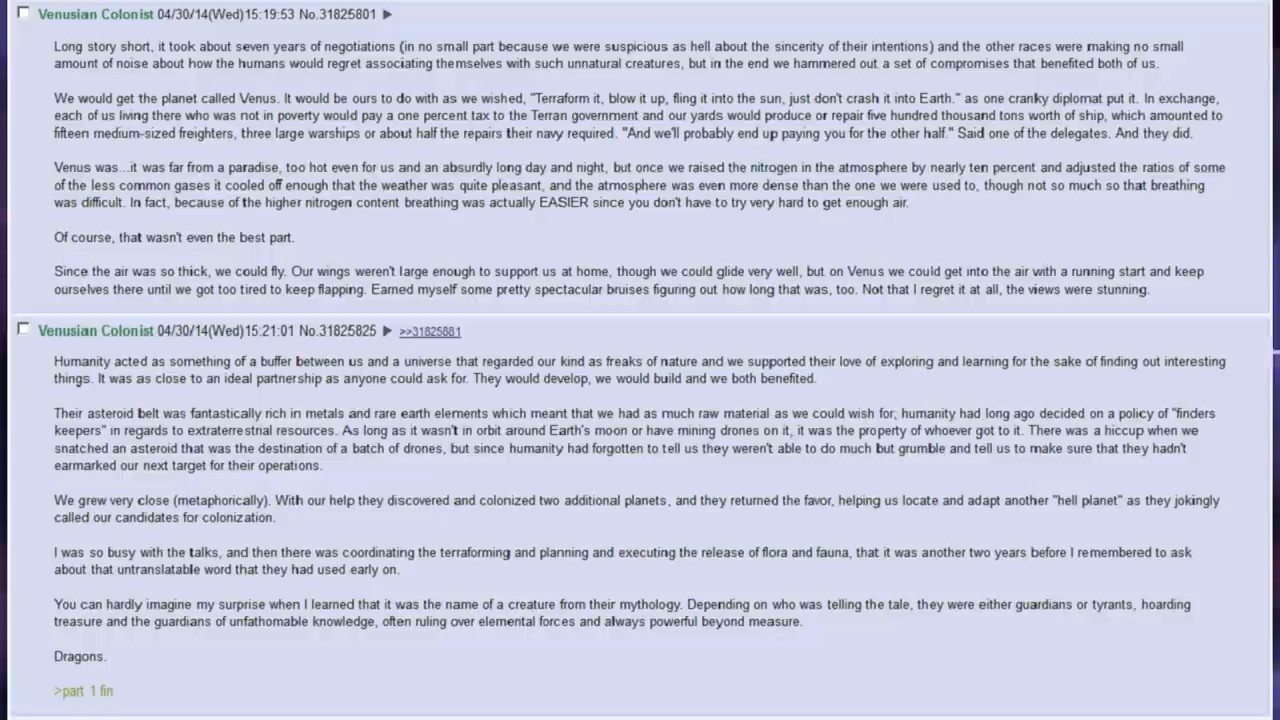 Venusian Colonist 04/30/14(Wed)15:19:53 No.31825801 ▶
Long story short, it took about seven years of negotiations (in no small part because we were suspicious as hell about the sincerity of their intentions) and the other races were making no small
amount of noise about how the humans would regret associating themselves with such unnatural creatures, but in the end we hammered out a set of compromises that benefited both of us.
We would get the planet called Venus. It would be ours to do with as we wished, "Terraform it, blow it up, fling it into the sun, just don't crash it into Earth." as one cranky diplomat put it. In exchange,
each of us living there who was not in poverty would pay a one percent tax to the Terran government and our yards would produce or repair five hundred thousand tons worth of ship, which amounted to
fifteen medium-sized freighters, three large warships or about half the repairs their navy required. "And we'll probably end up paying you for the other half." Said one of the delegates. And they did.
Venus was...it was far from a paradise, too hot even for us and an absurdly long day and night, but once we raised the nitrogen in the atmosphere by nearly ten percent and adjusted the ratios of some
of the less common gases it cooled off enough that the weather was quite pleasant, and the atmosphere was even more dense than the one we were used to, though not so much so that breathing
was difficult. In fact, because of the higher nitrogen content breathing was actually EASIER since you don't have to try very hard to get enough air.
Of course, that wasn't even the best part.
Since the air was so thick, we could fly. Our wings weren't large enough to support us at home, though we could glide very well, but on Venus we could get into the air with a running start and keep
ourselves there until we got too tired to keep flapping. Earned myself some pretty spectacular bruises figuring out how long that was, too. Not that I regret it at all, the views were stunning.
Venusian Colonist 04/30/14(Wed)15:21:01 No.31825825 ▶ >>31825881
Humanity acted as something of a buffer between us and a universe that regarded our kind as freaks of nature and we supported their love of exploring and learning for the sake of finding out interesting
things. It was as close to an ideal partnership as anyone could ask for. They would develop, we would build and we both benefited.
Their asteroid belt was fantastically rich in metals and rare earth elements which meant that we had as much raw material as we could wish for; humanity had long ago decided on a policy of "finders
keepers" in regards to extraterrestrial resources. As long as it wasn't in orbit around Earth's moon or have mining drones on it, it was the property of whoever got to it. There was a hiccup when we
snatched an asteroid that was the destination of a batch of drones, but since humanity had forgotten to tell us they weren't able to do much but grumble and tell us to make sure that they hadn't
earmarked our next target for their operations.
We grew very close (metaphorically). With our help they discovered and colonized two additional planets, and they returned the favor, helping us locate and adapt another "hell planet" as they jokingly
called our candidates for colonization.
I was so busy with the talks, and then there was coordinating the terraforming and planning and executing the release of flora and fauna, that it was another two years before I remembered to ask
about that untranslatable word that they had used early on.
You can hardly imagine my surprise when I learned that it was the name of a creature from their mythology. Depending on who was telling the tale, they were either guardians or tyrants, hoarding
treasure and the guardians of unfathomable knowledge, often ruling over elemental forces and always powerful beyond measure.
Dragons.
>part 1 fin